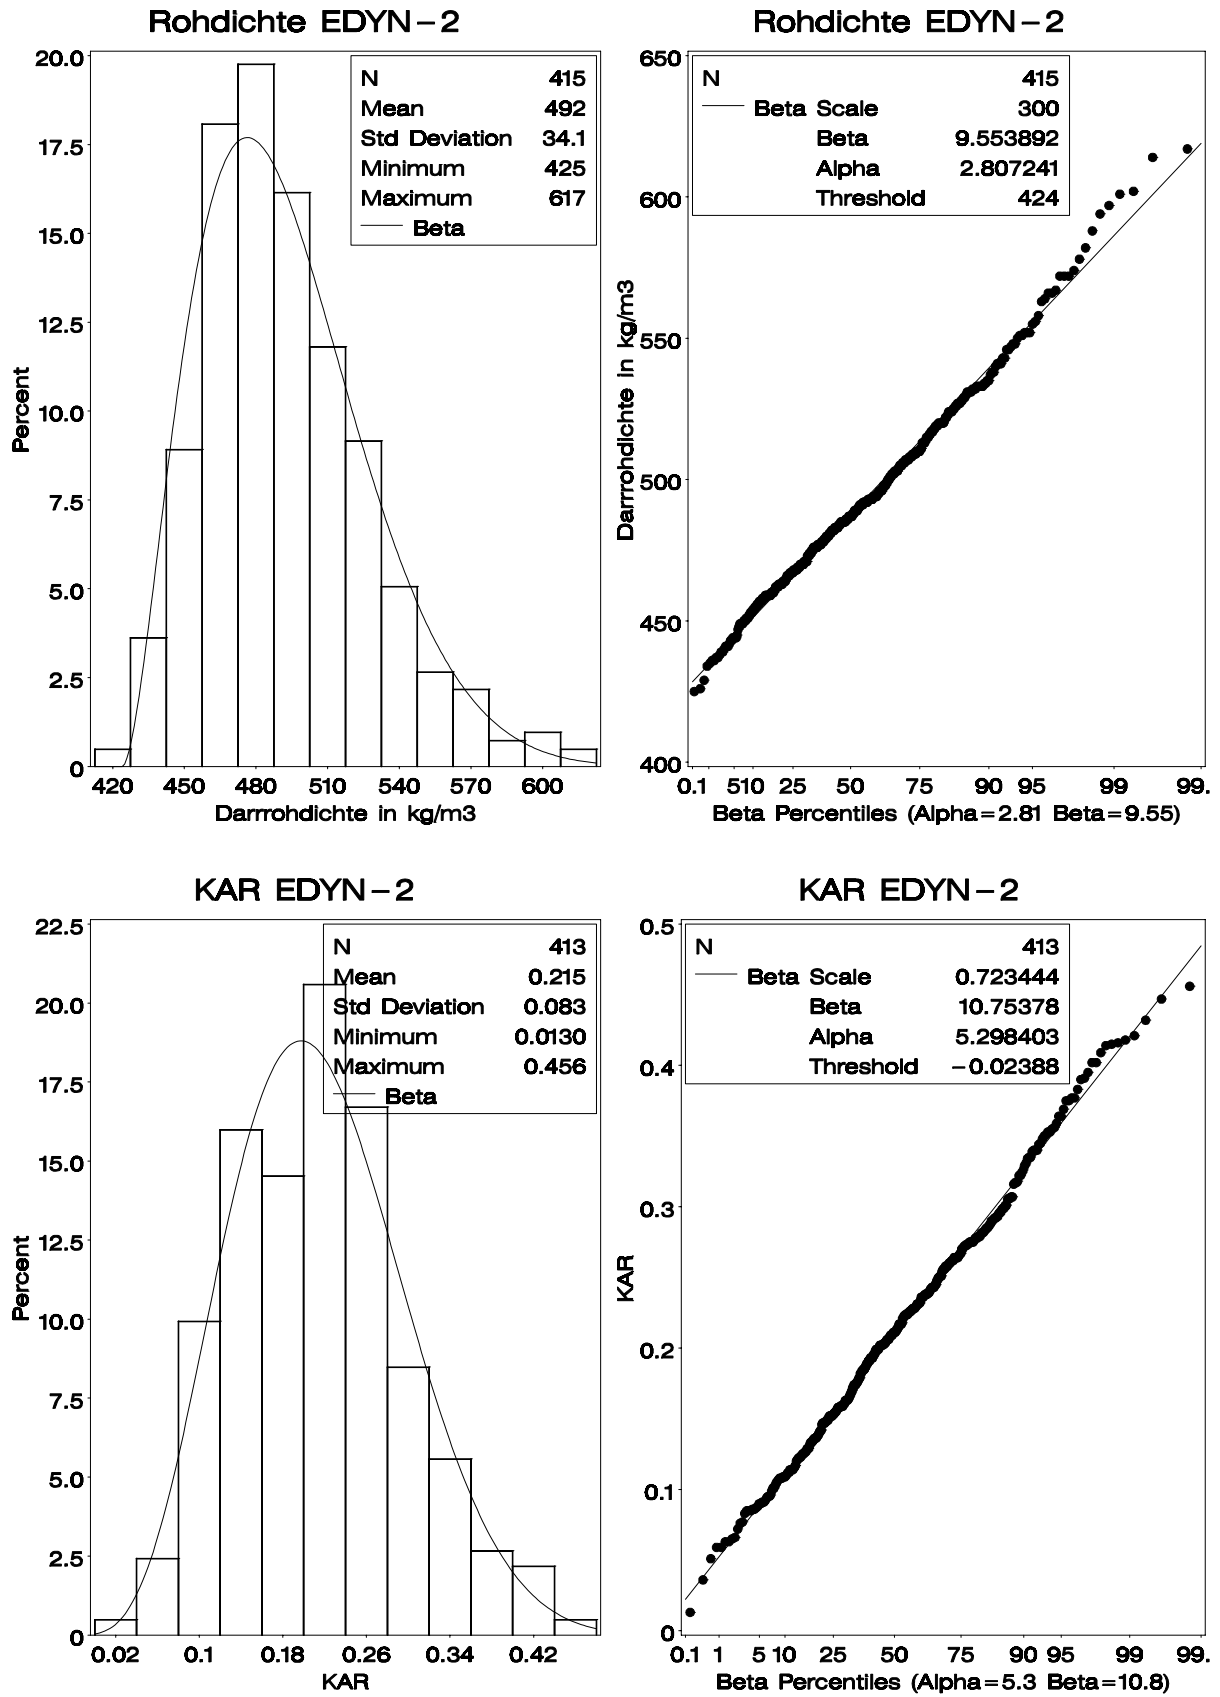 Rohdichte EDYN-2
20.0
17.5
15.0
12.5
10.0
7.5
5.0
2.5
0
Percent
N 415
Mean 492
Std Deviation 34.1
Minimum 425
Maximum 617
Beta
420 450 480 510 540 570 600
Darrrohdichte in kg/m3
Rohdichte EDYN-2
650
600
550
500
450
400
Darrrohdichte in kg/m3
N 415
Beta Scale 300
Beta 9.553892
Alpha 2.807241
Threshold 424
0.1 5 10 25 50 75 90 95 99 99.
Beta Percentiles (Alpha=2.81 Beta=9.55)
KAR EDYN-2
22.5
20.0
17.5
15.0
12.5
10.0
7.5
5.0
2.5
0
Percent
N 413
Mean 0.215
Std Deviation 0.083
Minimum 0.0130
Maximum 0.456
Beta
0.02 0.1 0.18 0.26 0.34 0.42
KAR
KAR EDYN-2
0.5
0.4
0.3
0.2
0.1
0
KAR
N 413
Beta Scale 0.723444
Beta 10.75378
Alpha 5.298403
Threshold -0.02388
0.1 1 5 10 25 50 75 90 95 99 99.
Beta Percentiles (Alpha=5.3 Beta=10.8)